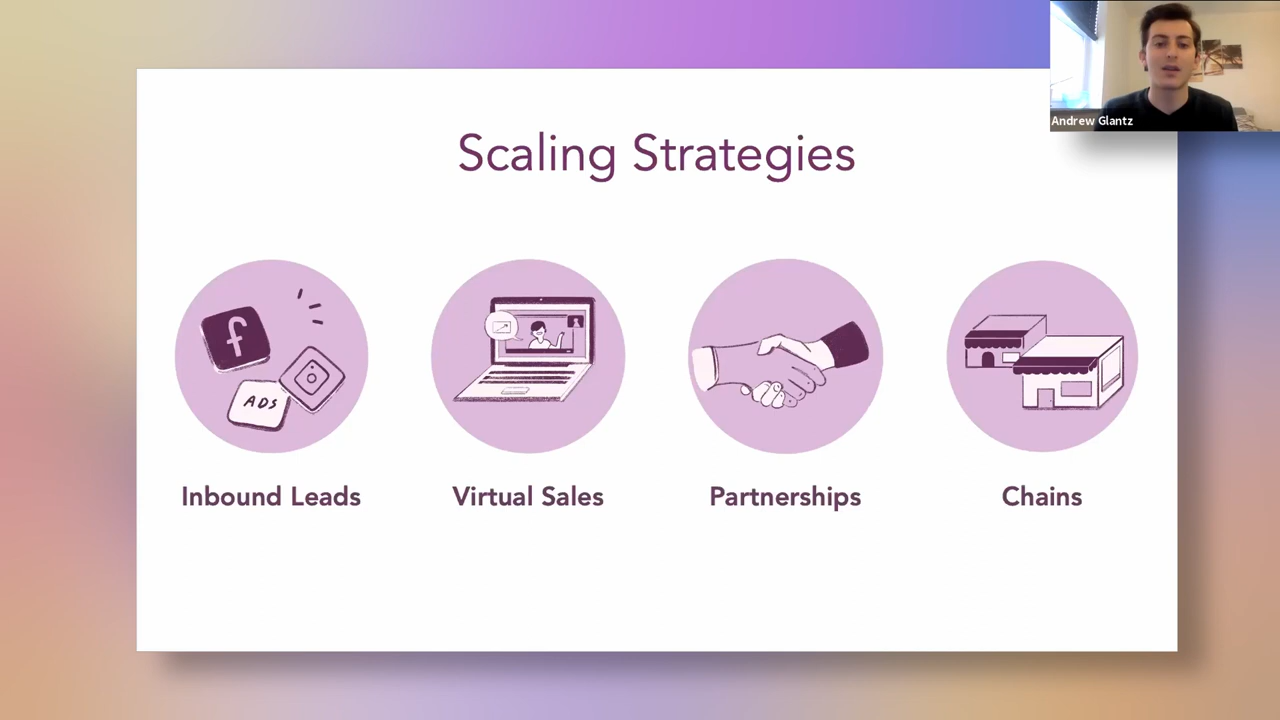 Andrew Glantz
Scaling Strategies
f
ADS
Inbound Leads
Virtual Sales
Partnerships
Chains